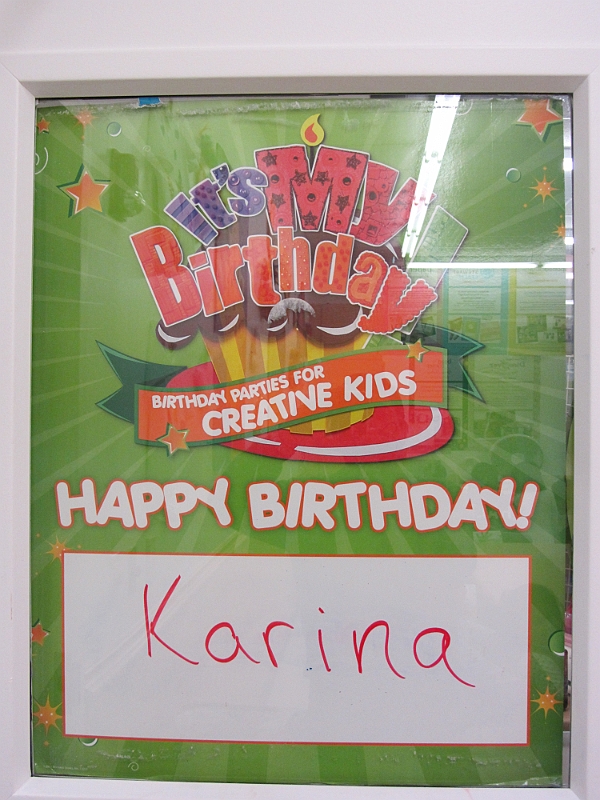 It's MY
Birthday
BIRTHDAY PARTIES FOR
CREATIVE KIDS
HAPPY BIRTHDAY!
Karina